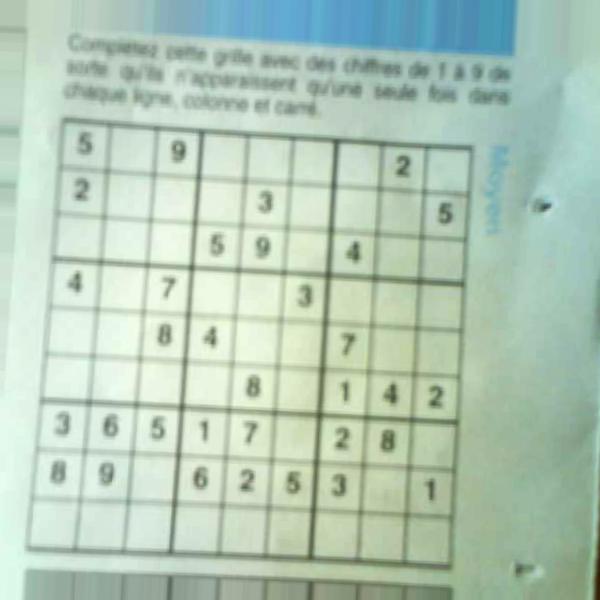 Complétez cette grille avec des chiffres de 1 à 9 de
sorte qu'ils n'apparaissent qu'une seule fois dans
chaque ligne, colonne et carré.
Moyen
5 9 2
2 3 5
5 9 4
4 7 3
8 4 7
8 1 4 2
3 6 5 1 7 2 8
8 9 6 2 5 3 1